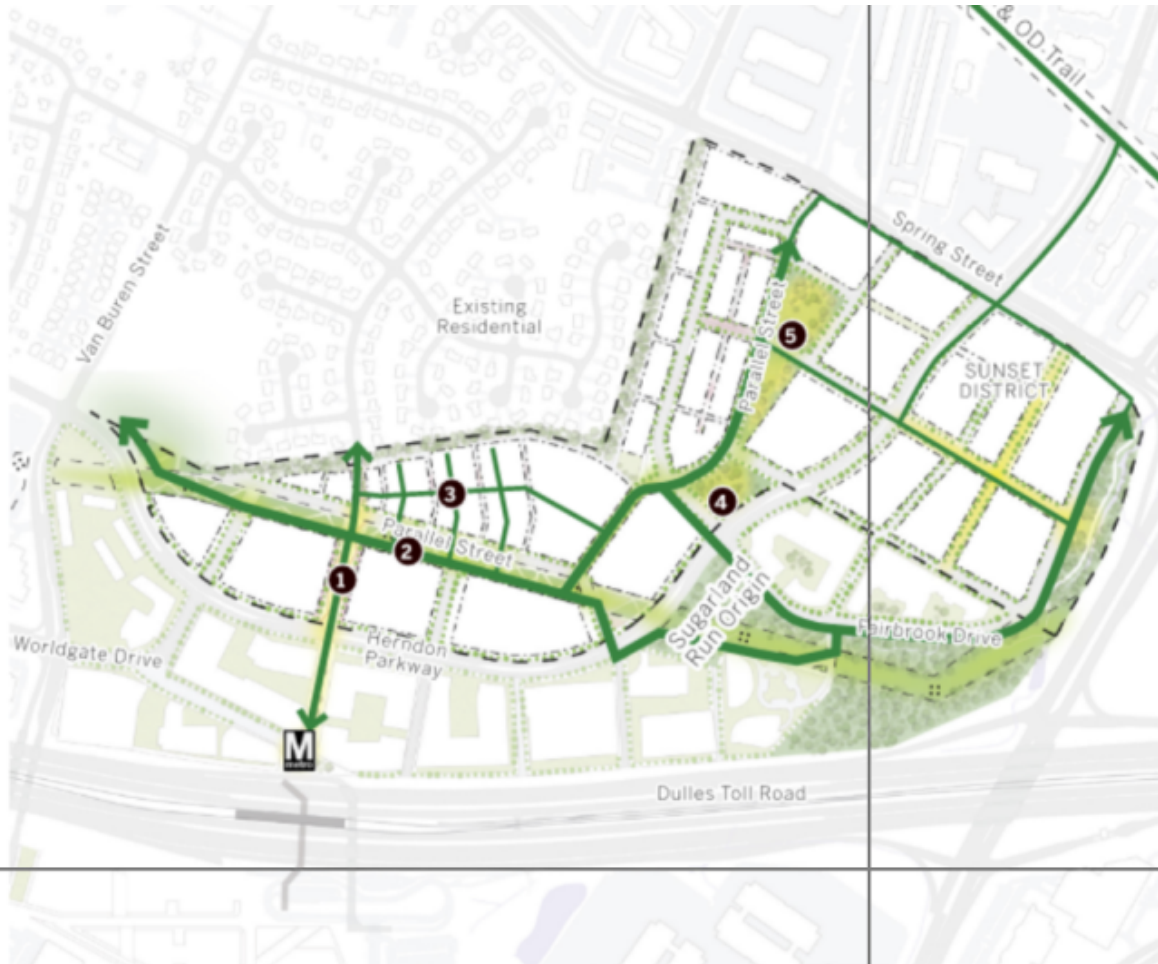 & OD Trail
Spring Street
Van Buren Street
Existing
Residential
Parallel Street
5
SUNSET
DISTRICT
3
4
Parallel Street
2
1
Sugarland
Run Origin
Fairbrook Drive
Herndon
Parkway
Worldgate Drive
M
Dulles Toll Road